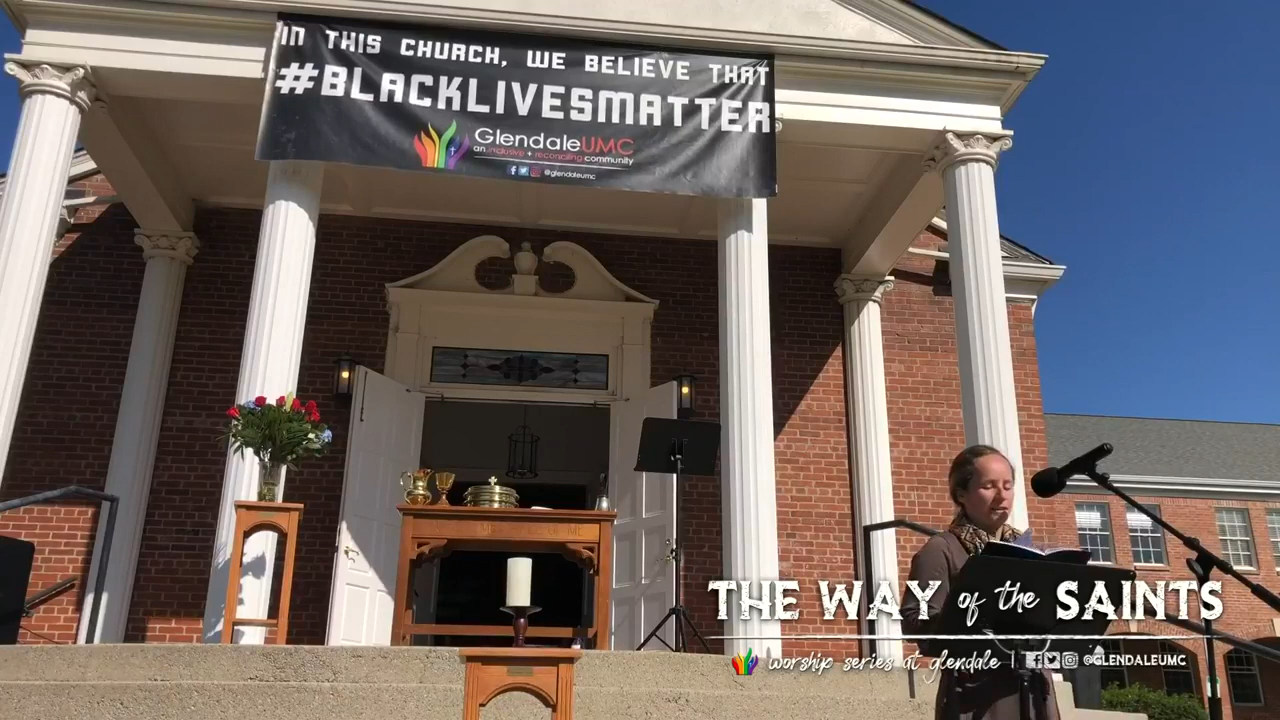 IN THIS CHURCH, WE BELIEVE THAT
#BLACKLIVESMATTER
GlendaleUMC
an inclusive + reconciling community
@glendaleumc
THE WAY of the SAINTS
worship series at glendale | @GLENDALEUMC